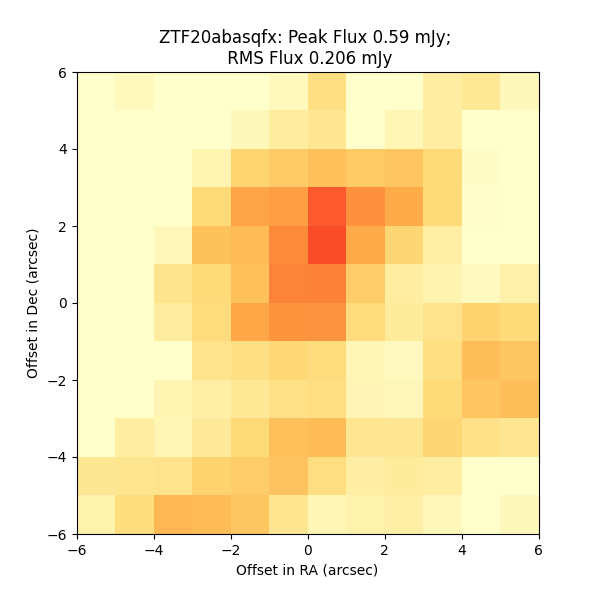 ZTF20abasqfx: Peak Flux 0.59 mJy;
RMS Flux 0.206 mJy
6
4
2
0
−2
−4
−6
Offset in Dec (arcsec)
−6 −4 −2 0 2 4 6
Offset in RA (arcsec)